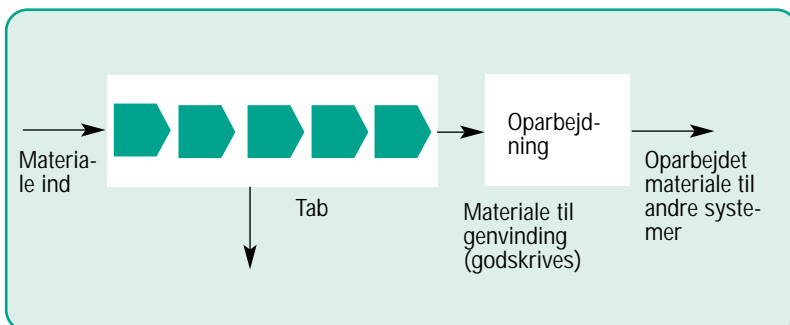 Materia-
le ind
Tab
Oparbejd-
ning
Materiale til
genvinding
(godskrives)
Oparbejdet
materiale til
andre syste-
mer